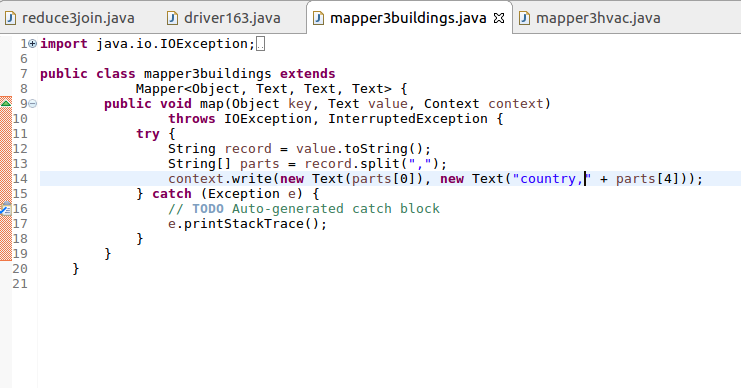 reduce3join.java driver163.java mapper3buildings.java mapper3hvac.java
1 import java.io.IOException;
6
7 public class mapper3buildings extends
8 Mapper<Object, Text, Text, Text> {
9 public void map(Object key, Text value, Context context)
10 throws IOException, InterruptedException {
11 try {
12 String record = value.toString();
13 String[] parts = record.split(",");
14 context.write(new Text(parts[0]), new Text("country," + parts[4]));
15 } catch (Exception e) {
16 // TODO Auto-generated catch block
17 e.printStackTrace();
18 }
19 }
20 }
21